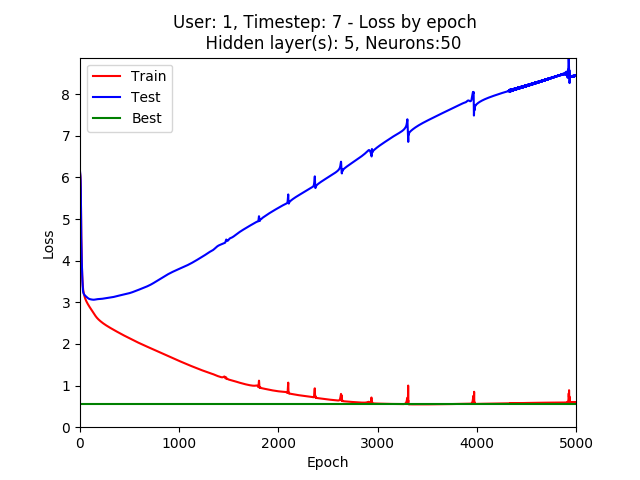 User: 1, Timestep: 7 - Loss by epoch
Hidden layer(s): 5, Neurons:50
Train
Test
Best
8
7
6
5
4
3
2
1
0
Loss
0 1000 2000 3000 4000 5000
Epoch